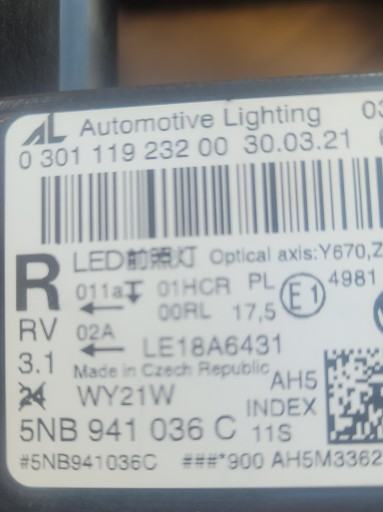 AL Automotive Lighting 03
0 301 119 232 00 30.03.21
R LED前照灯 Optical axis:Y670,Z
011a 01HCR PL E1 4981
00RL 17,5
RV 02A
LE18A6431
3.1 Made in Czech Republic
24 WY21W AH5
INDEX
5NB 941 036 C 11S
#5NB941036C ###*900 AH5M3362